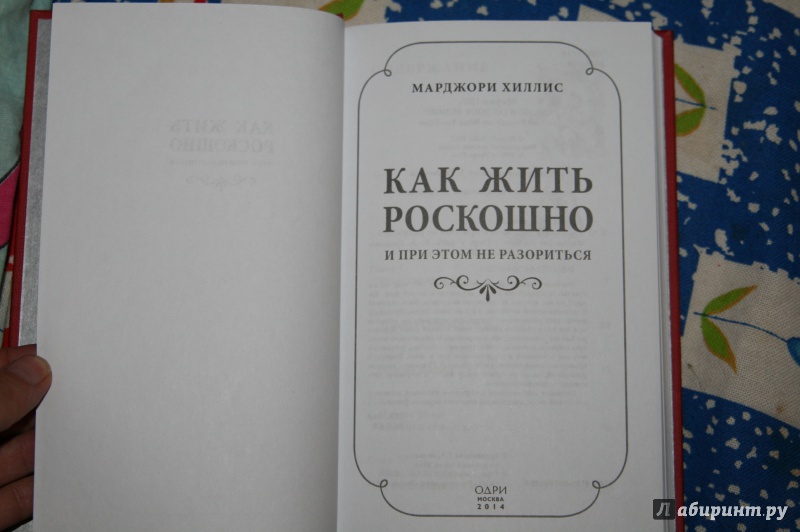 МАРДЖОРИ ХИЛЛИС
КАК ЖИТЬ
РОСКОШНО
И ПРИ ЭТОМ НЕ РАЗОРИТЬСЯ
ОДРИ
МОСКВА
2014
Лабиринт.ру